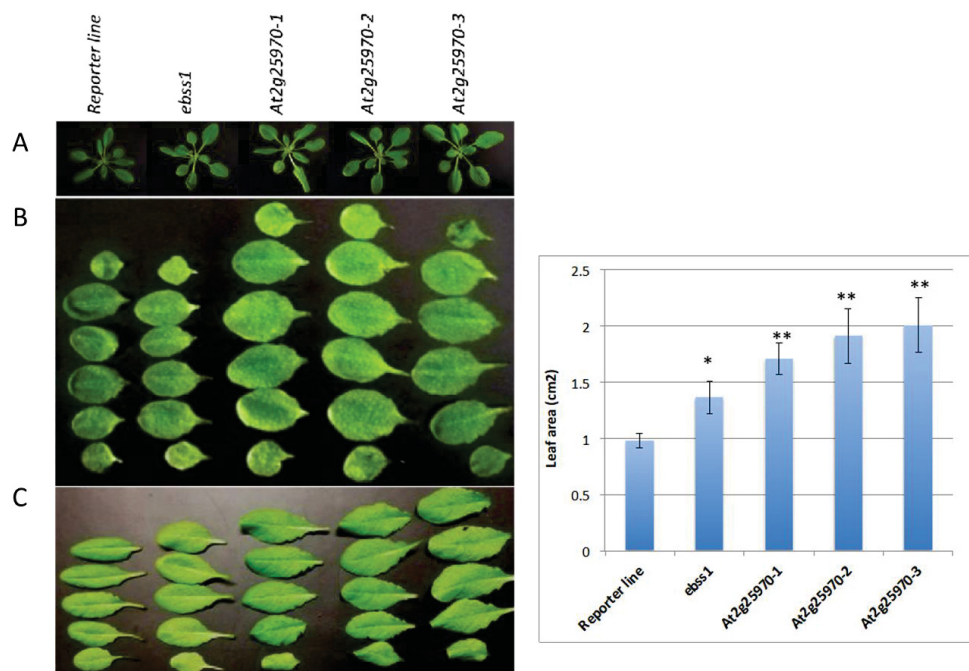 Reporter line
ebss1
At2g25970-1
At2g25970-2
At2g25970-3
A
B
C
Leaf area (cm2)
2.5
2
1.5
1
0.5
0
*
**
**
**
Reporter line
ebss1
At2g25970-1
At2g25970-2
At2g25970-3